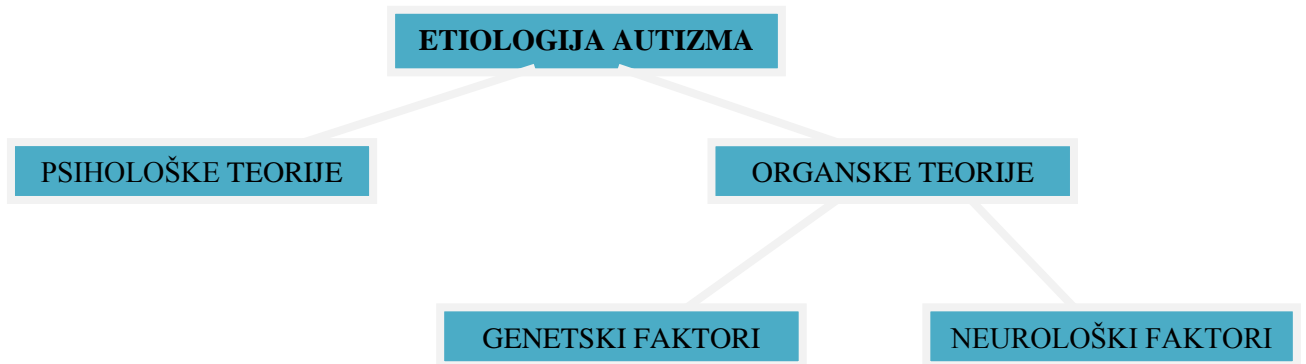 ETIOLOGIJA AUTIZMA
PSIHOLOŠKE TEORIJE
ORGANSKE TEORIJE
GENETSKI FAKTORI
NEUROLOŠKI FAKTORI